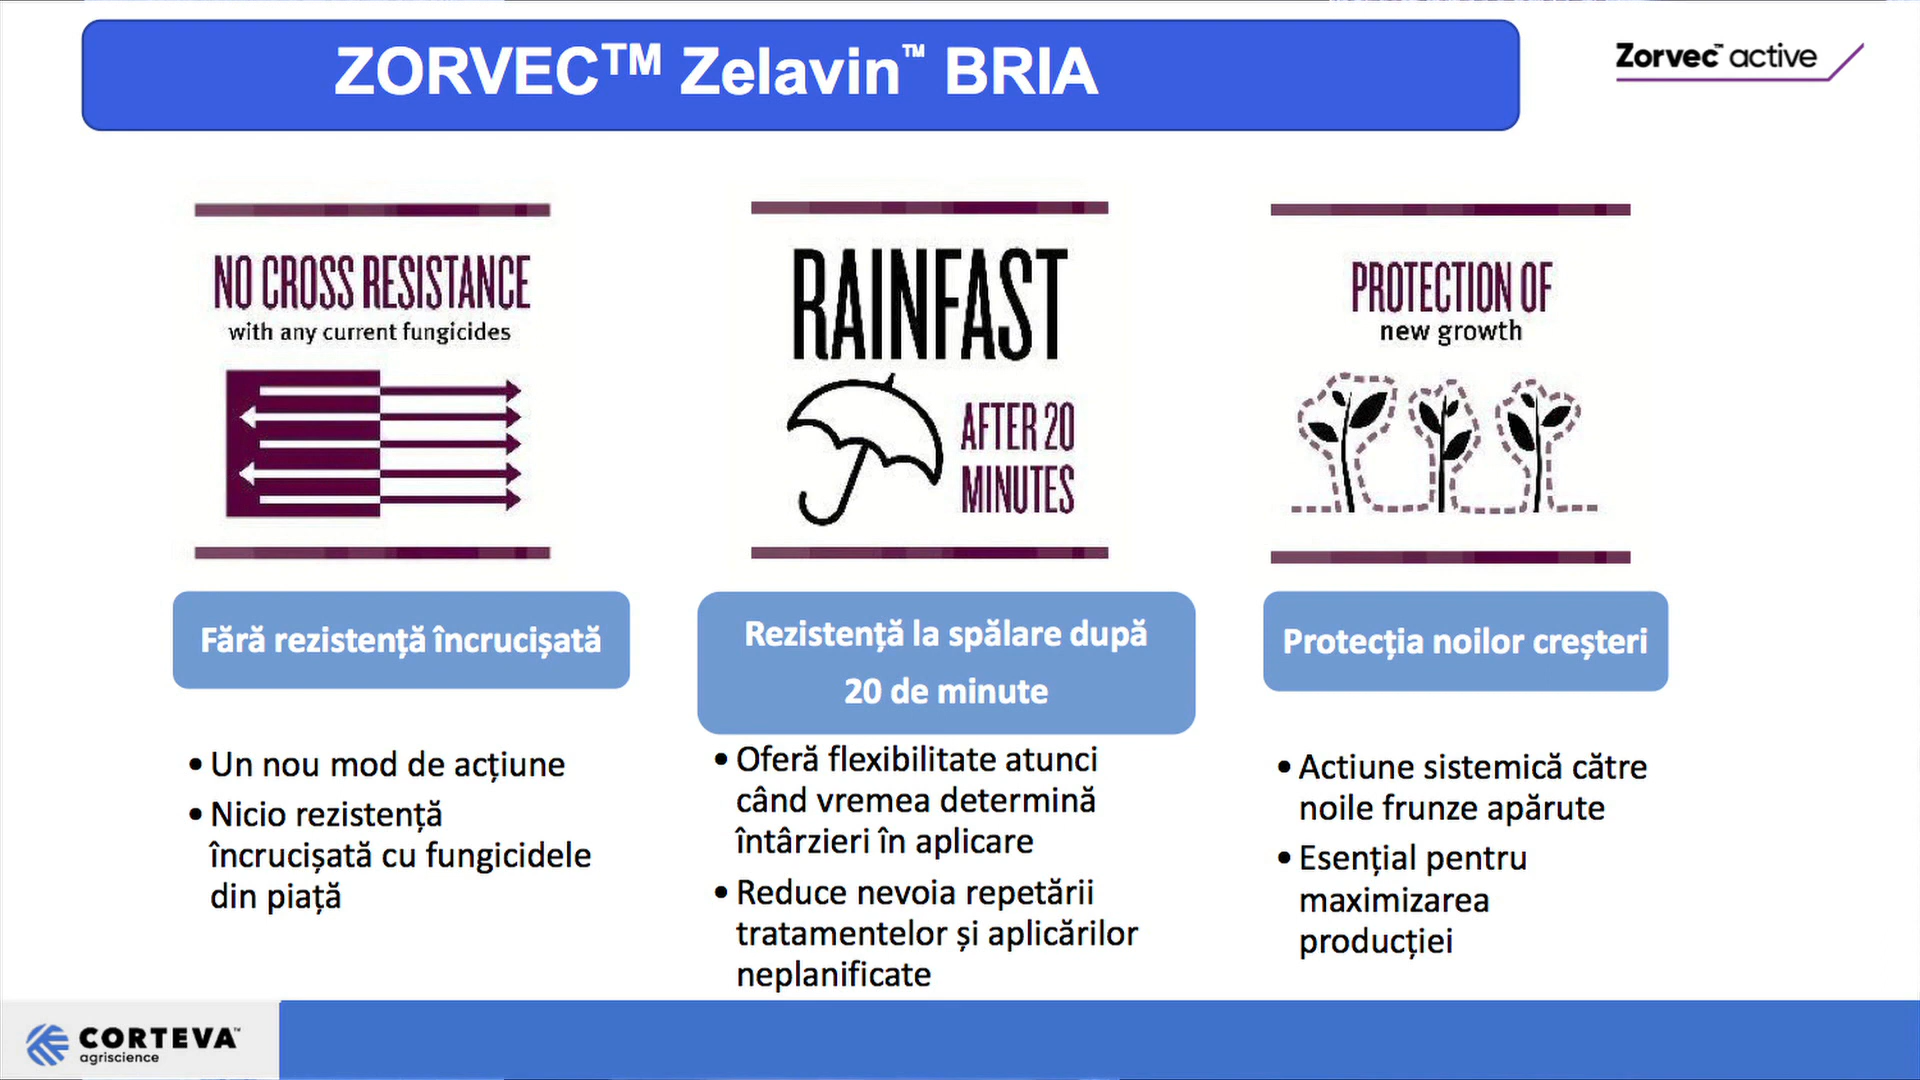 ZORVEC™ Zelavin™ BRIA
Zorvec™ active
NO CROSS RESISTANCE
with any current fungicides
RAINFAST
AFTER 20
MINUTES
PROTECTION OF
new growth
Fără rezistență încrucișată
• Un nou mod de acțiune
• Nicio rezistență
încrucișată cu fungicidele
din piață
Rezistență la spălare după
20 de minute
• Oferă flexibilitate atunci
când vremea determină
întârzieri în aplicare
• Reduce nevoia repetării
tratamentelor și aplicărilor
neplanificate
Protecția noilor creșteri
• Actiune sistemică către
noile frunze apărute
• Esențial pentru
maximizarea
producției
CORTEVA™
agriscience